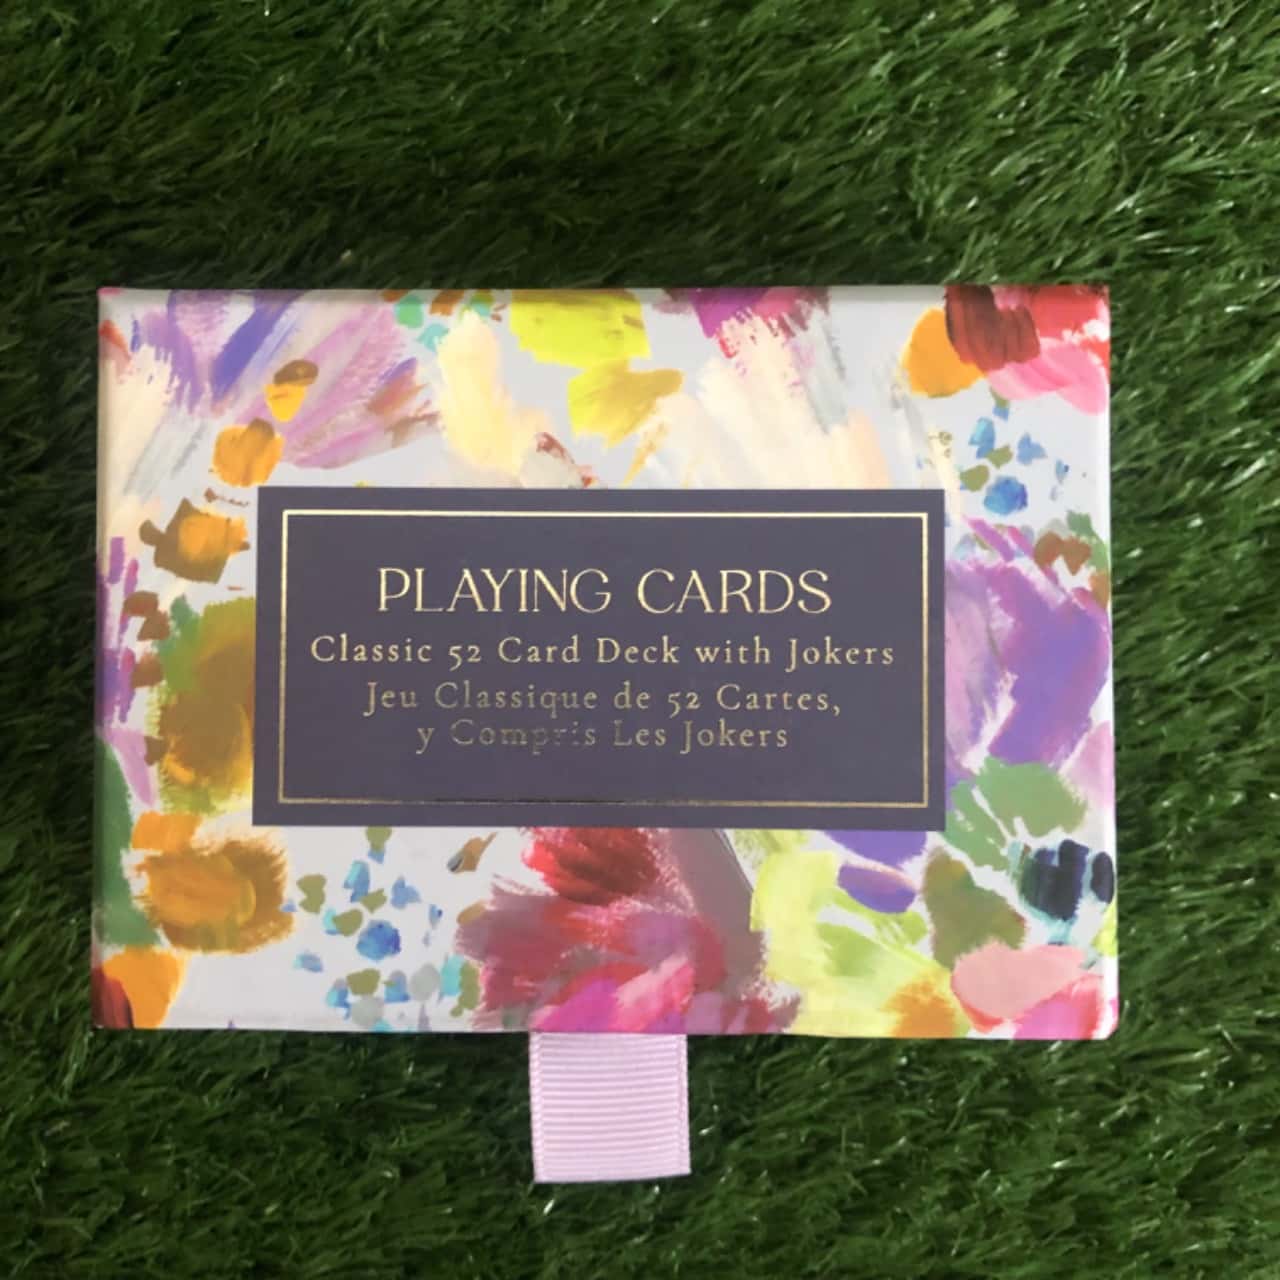 PLAYING CARDS
Classic 52 Card Deck with Jokers
Jeu Classique de 52 Cartes,
y Compris Les Jokers